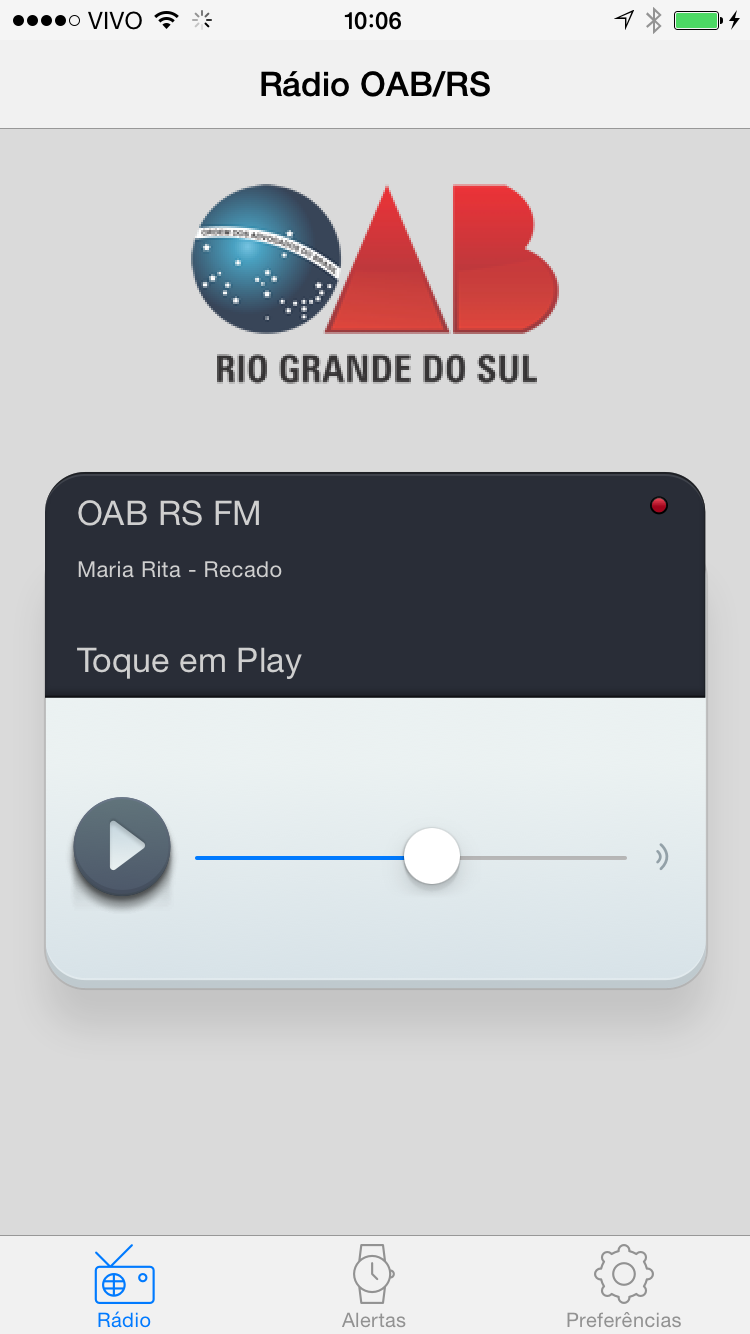 VIVO 10:06
Rádio OAB/RS
ORDEM DOS ADVOGADOS DO BRASIL
OAB
RIO GRANDE DO SUL
OAB RS FM
Maria Rita - Recado
Toque em Play
Rádio Alertas Preferências